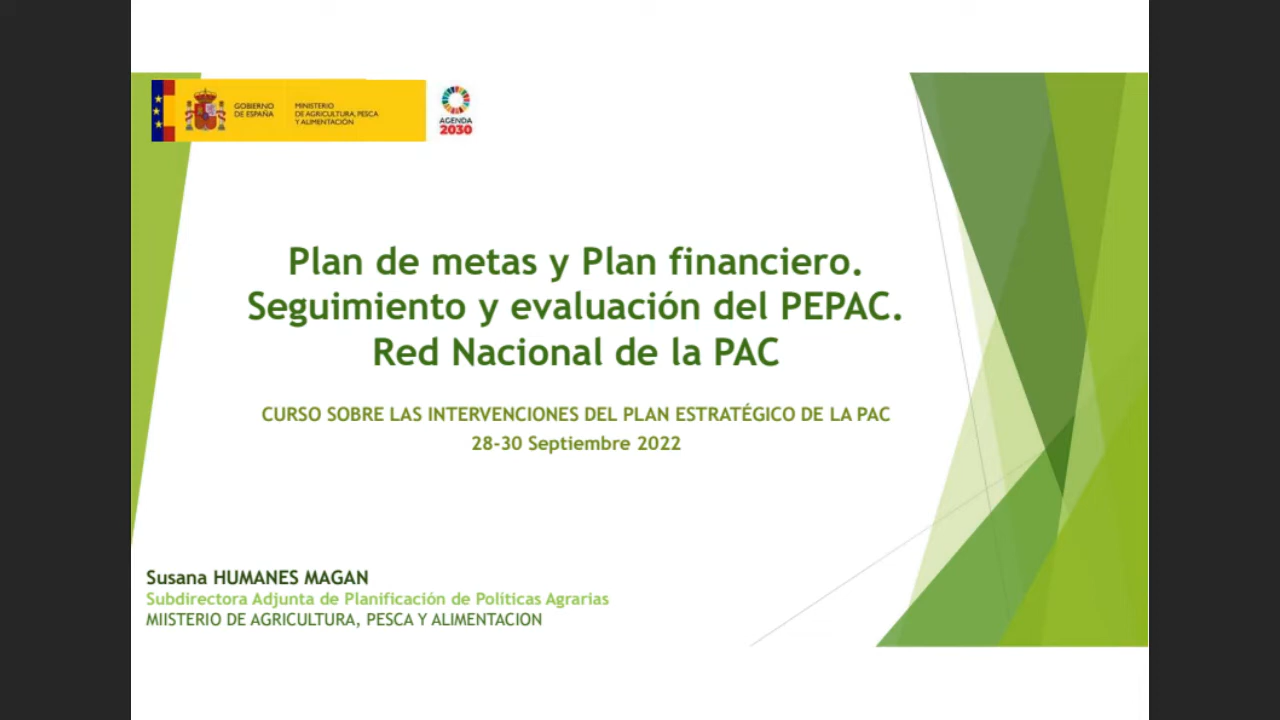 GOBIERNO
DE ESPAÑA
MINISTERIO
DE AGRICULTURA, PESCA
Y ALIMENTACIÓN
AGENDA
2030
Plan de metas y Plan financiero.
Seguimiento y evaluación del PEPAC.
Red Nacional de la PAC
CURSO SOBRE LAS INTERVENCIONES DEL PLAN ESTRATÉGICO DE LA PAC
28-30 Septiembre 2022
Susana HUMANES MAGAN
Subdirectora Adjunta de Planificación de Políticas Agrarias
MIISTERIO DE AGRICULTURA, PESCA Y ALIMENTACION